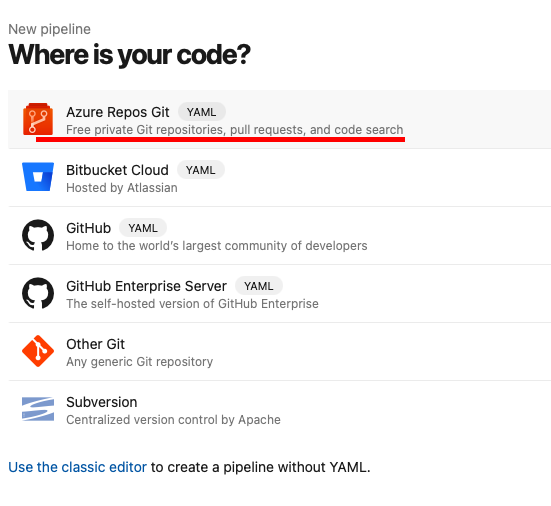 New pipeline
Where is your code?
Azure Repos Git YAML
Free private Git repositories, pull requests, and code search
Bitbucket Cloud YAML
Hosted by Atlassian
GitHub YAML
Home to the world's largest community of developers
GitHub Enterprise Server YAML
The self-hosted version of GitHub Enterprise
Other Git
Any generic Git repository
Subversion
Centralized version control by Apache
Use the classic editor to create a pipeline without YAML.